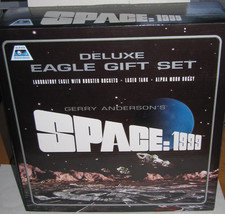 DELUXE
EAGLE GIFT SET
LABORATORY EAGLE WITH BOOSTER ROCKETS • LASER TANK • ALPHA MOON BUGGY
GERRY ANDERSON'S
SPACE: 1999